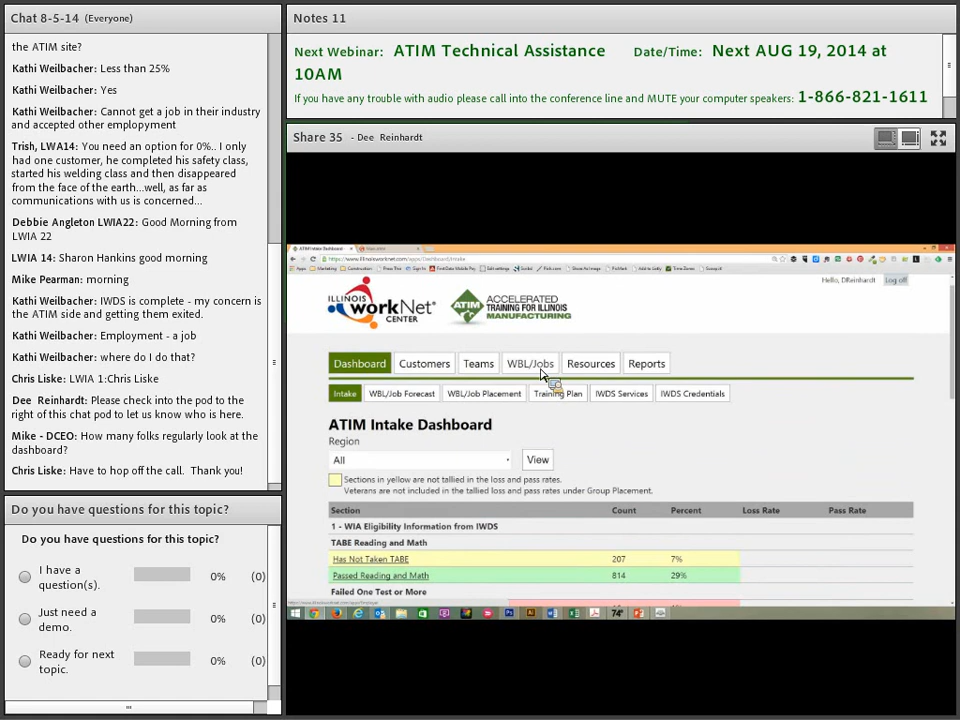 Chat 8-5-14 (Everyone)
the ATIM site?
Kathi Weilbacher: Less than 25%
Kathi Weilbacher: Yes
Kathi Weilbacher: Cannot get a job in their industry
and accepted other emplopyment
Trish, LWA14: You need an option for 0%.. I only
had one customer, he completed his safety class,
started his welding class and then disappeared
from the face of the earth...well, as far as
communications with us is concerned...
Debbie Angleton LWIA22: Good Morning from
LWIA 22
LWIA 14: Sharon Hankins good morning
Mike Pearman: morning
Kathi Weilbacher: IWDS is complete - my concern is
the ATIM side and getting them exited.
Kathi Weilbacher: Employment - a job
Kathi Weilbacher: where do I do that?
Chris Liske: LWIA 1:Chris Liske
Dee Reinhardt: Please check into the pod to the
right of this chat pod to let us know who is here.
Mike - DCEO: How many folks regularly look at the
dashboard?
Chris Liske: Have to hop off the call. Thank you!
Do you have questions for this topic?
Do you have questions for this topic?
I have a
question(s). 0% (0)
Just need a
demo. 0% (0)
Ready for next
topic. 0% (0)
Notes 11
Next Webinar: ATIM Technical Assistance Date/Time: Next AUG 19, 2014 at
10AM
If you have any trouble with audio please call into the conference line and MUTE your computer speakers: 1-866-821-1611
Share 35 - Dee Reinhardt
Hello, DReinhardt Log off
ILLINOIS
workNet
CENTER
ATIM
ACCELERATED
TRAINING FOR ILLINOIS
MANUFACTURING
Dashboard Customers Teams WBL/Jobs Resources Reports
Intake WBL/Job Forecast WBL/Job Placement Training Plan IWDS Services IWDS Credentials
ATIM Intake Dashboard
Region
All View
Sections in yellow are not tallied in the loss and pass rates.
Veterans are not included in the tallied loss and pass rates under Group Placement.
Section Count Percent Loss Rate Pass Rate
1 - WIA Eligibility Information from IWDS
TABE Reading and Math
Has Not Taken TABE 207 7%
Passed Reading and Math 814 29%
Failed One Test or More
74°